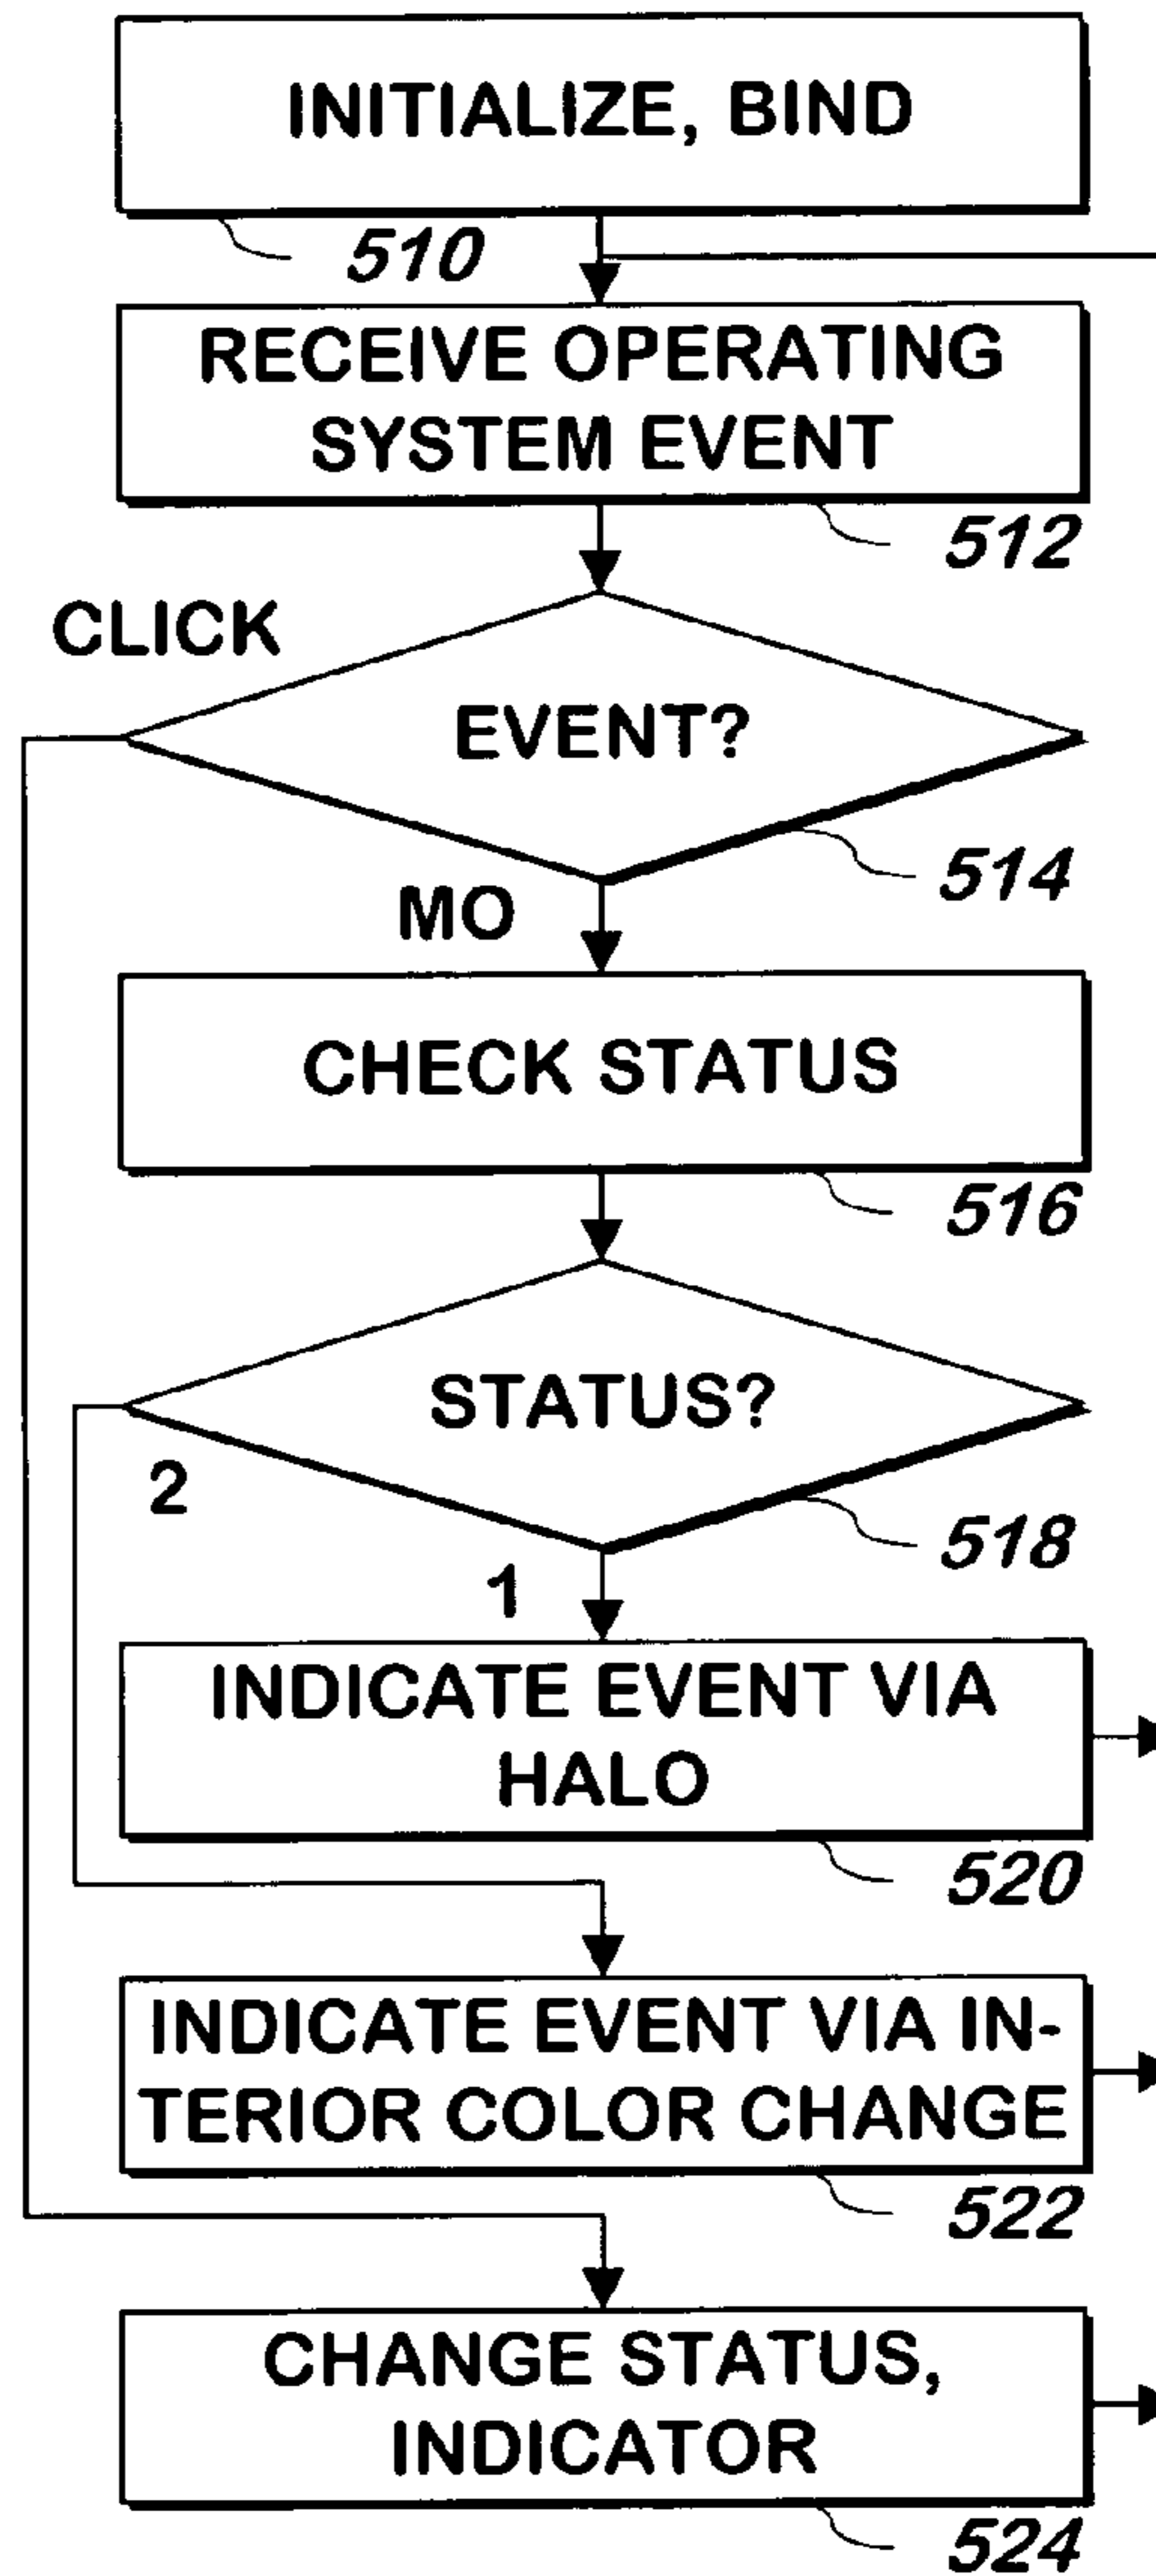 INITIALIZE, BIND
510
RECEIVE OPERATING
SYSTEM EVENT
512
CLICK
EVENT?
514
MO
CHECK STATUS
516
STATUS?
2
518
1
INDICATE EVENT VIA
HALO
520
INDICATE EVENT VIA IN-
TERIOR COLOR CHANGE
522
CHANGE STATUS,
INDICATOR
524